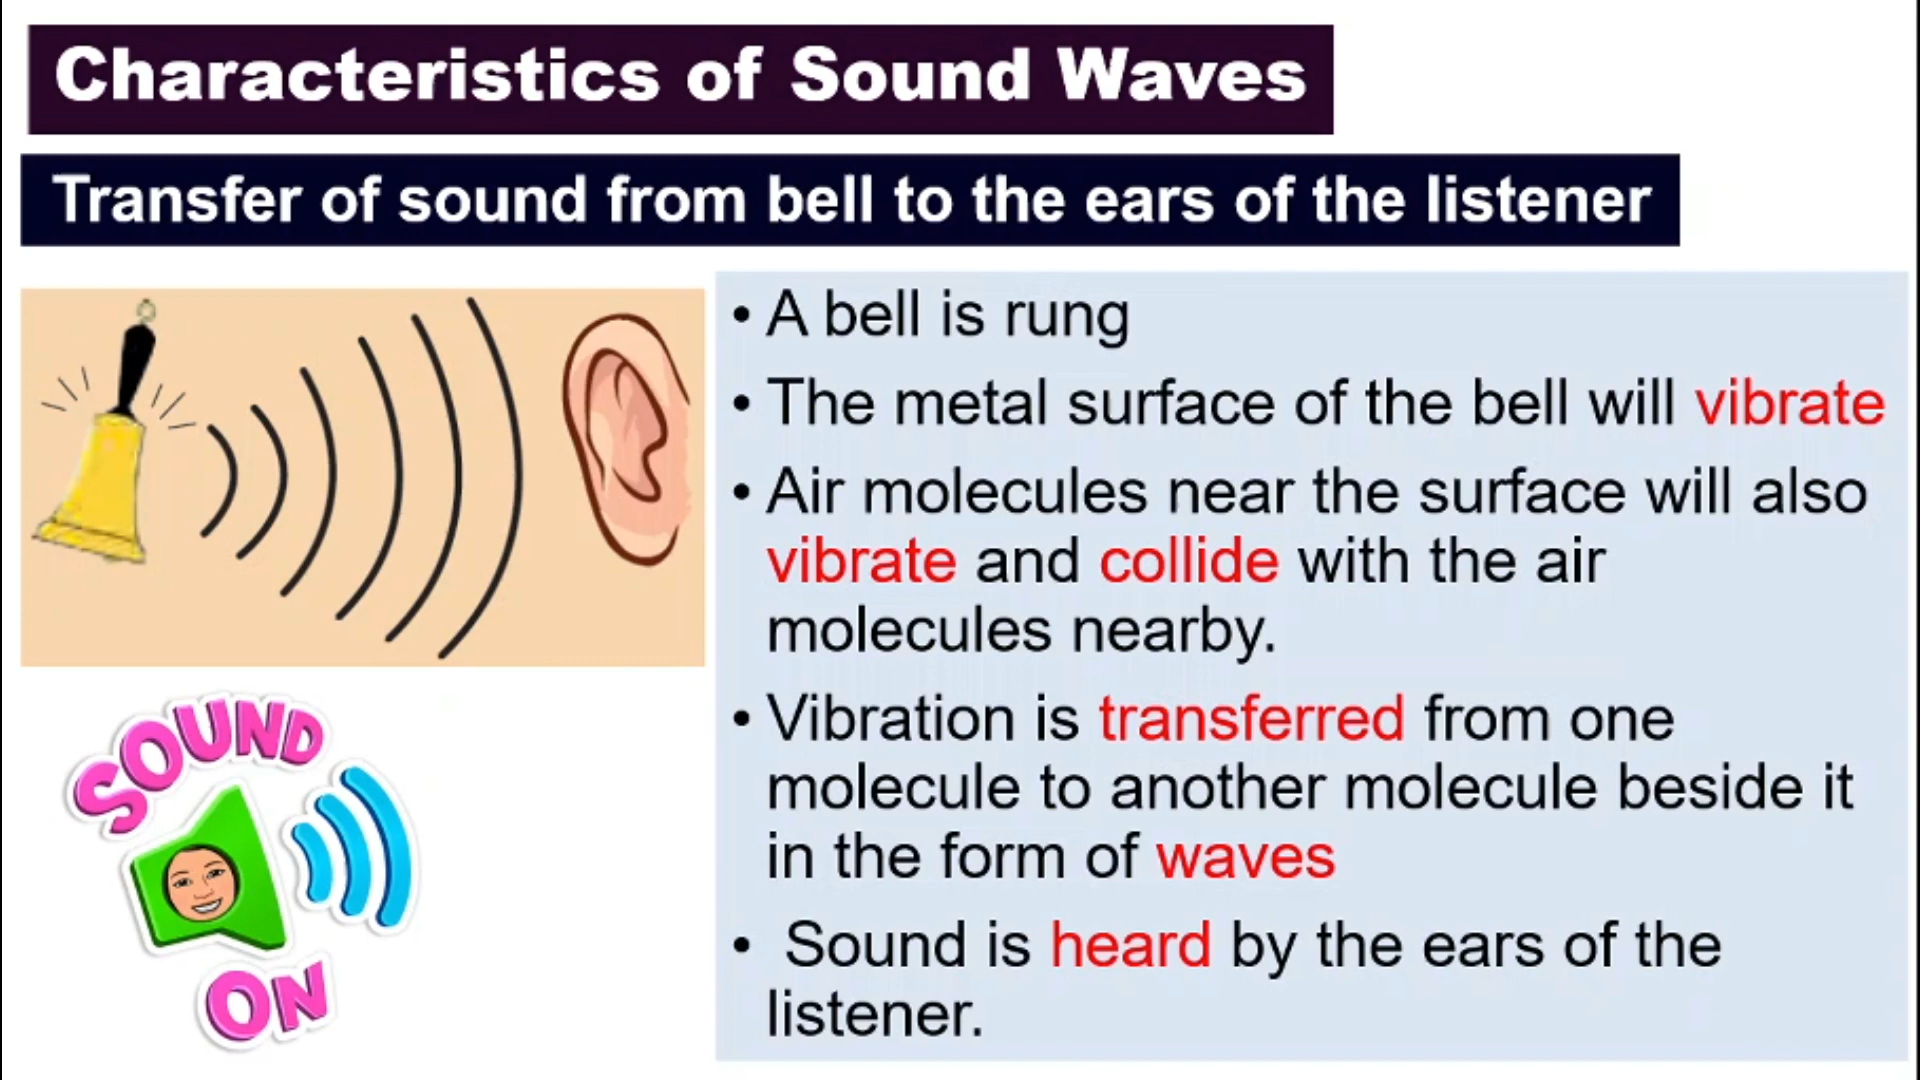 Characteristics of Sound Waves
Transfer of sound from bell to the ears of the listener
• A bell is rung
• The metal surface of the bell will vibrate
• Air molecules near the surface will also
vibrate and collide with the air
molecules nearby.
• Vibration is transferred from one
molecule to another molecule beside it
in the form of waves
• Sound is heard by the ears of the
listener.
SOUND
ON